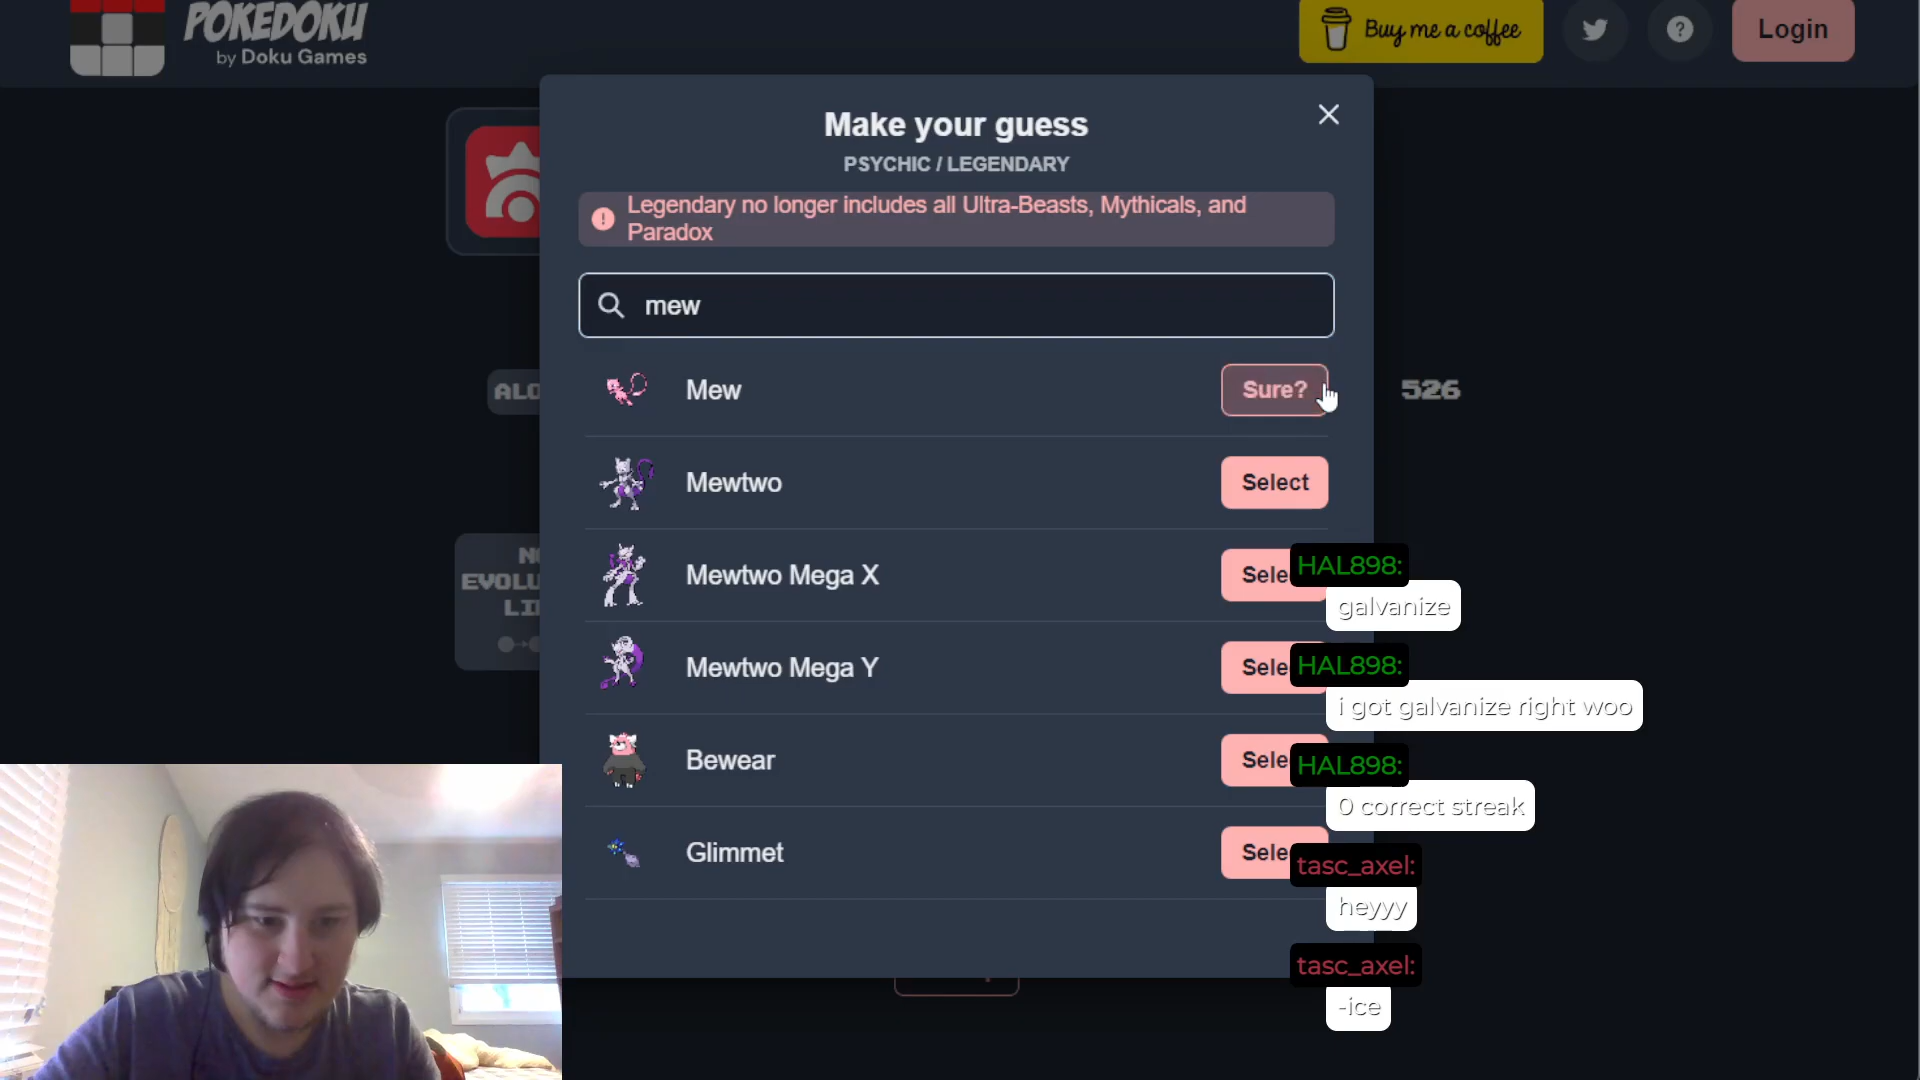 POKEDOKU
by Doku Games
Buy me a coffee
?
Login
Make your guess
PSYCHIC / LEGENDARY
Legendary no longer includes all Ultra-Beasts, Mythicals, and
Paradox
mew
Mew
Sure?
ALO
526
Mewtwo
Select
Mewtwo Mega X
Sele
Mewtwo Mega Y
Sele
Bewear
Sele
Glimmet
Sele
EVOLU
HAL898:
galvanize
HAL898:
i got galvanize right woo
HAL898:
0 correct streak
tasc_axel:
heyyy
tasc_axel:
-ice